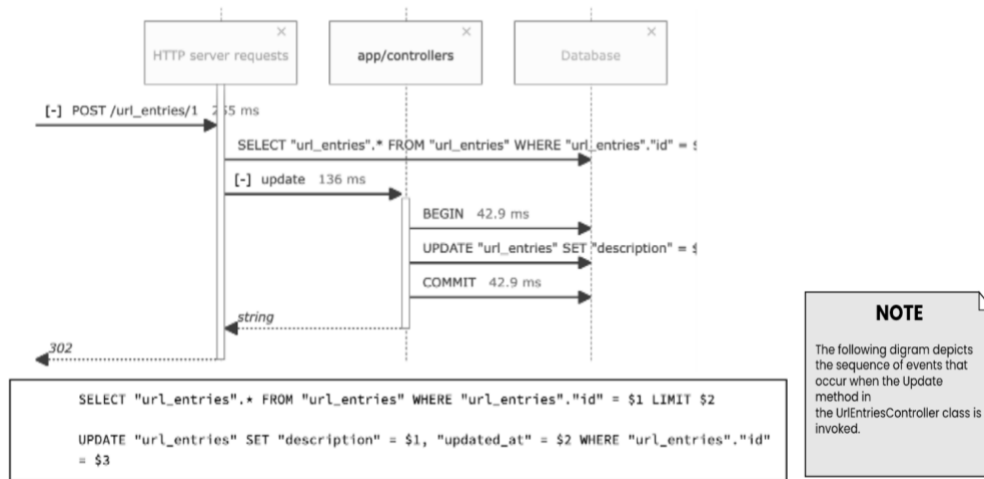 HTTP server requests
app/controllers
Database
[-] POST /url_entries/1 255 ms
SELECT "url_entries".* FROM "url_entries" WHERE "url_entries"."id" = $
[-] update 136 ms
BEGIN 42.9 ms
UPDATE "url_entries" SET "description" = $
COMMIT 42.9 ms
string
302
SELECT "url_entries".* FROM "url_entries" WHERE "url_entries"."id" = $1 LIMIT $2
UPDATE "url_entries" SET "description" = $1, "updated_at" = $2 WHERE "url_entries"."id"
= $3
NOTE
The following digram depicts
the sequence of events that
occur when the Update
method in
the UrlEntriesController class is
invoked.